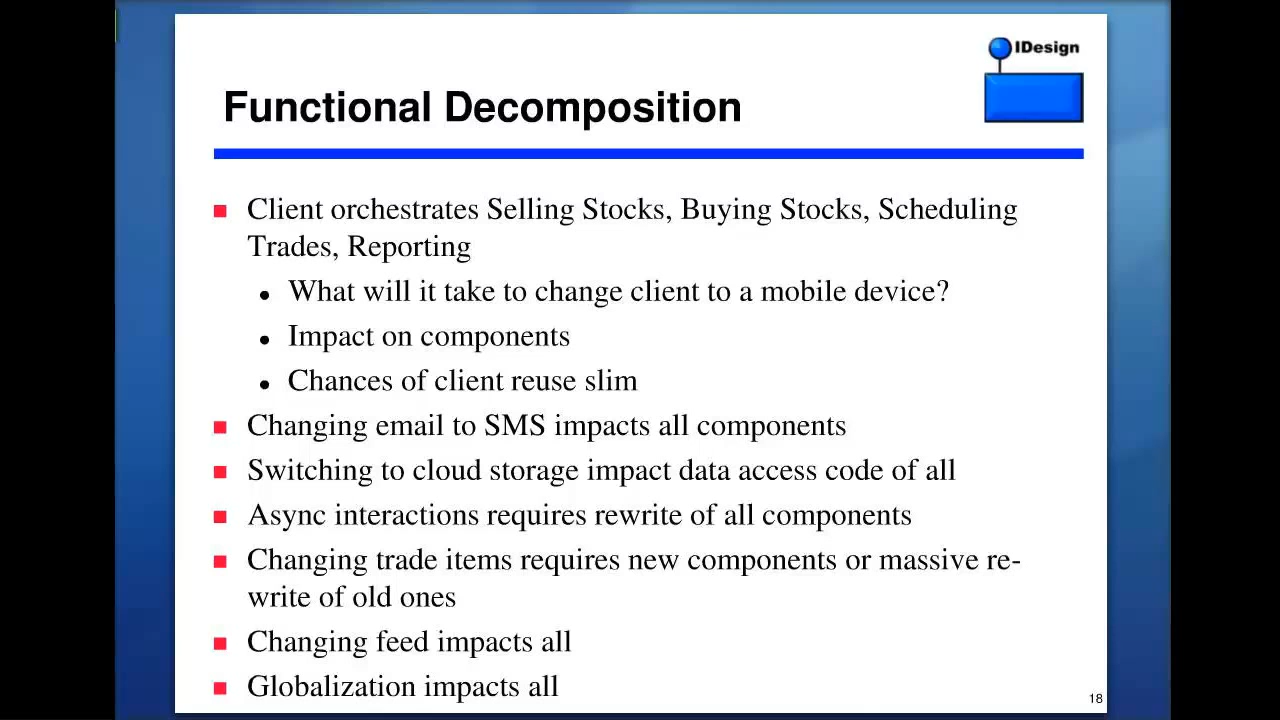 IDesign
Functional Decomposition
Client orchestrates Selling Stocks, Buying Stocks, Scheduling
Trades, Reporting
What will it take to change client to a mobile device?
Impact on components
Chances of client reuse slim
Changing email to SMS impacts all components
Switching to cloud storage impact data access code of all
Async interactions requires rewrite of all components
Changing trade items requires new components or massive re-
write of old ones
Changing feed impacts all
Globalization impacts all
18